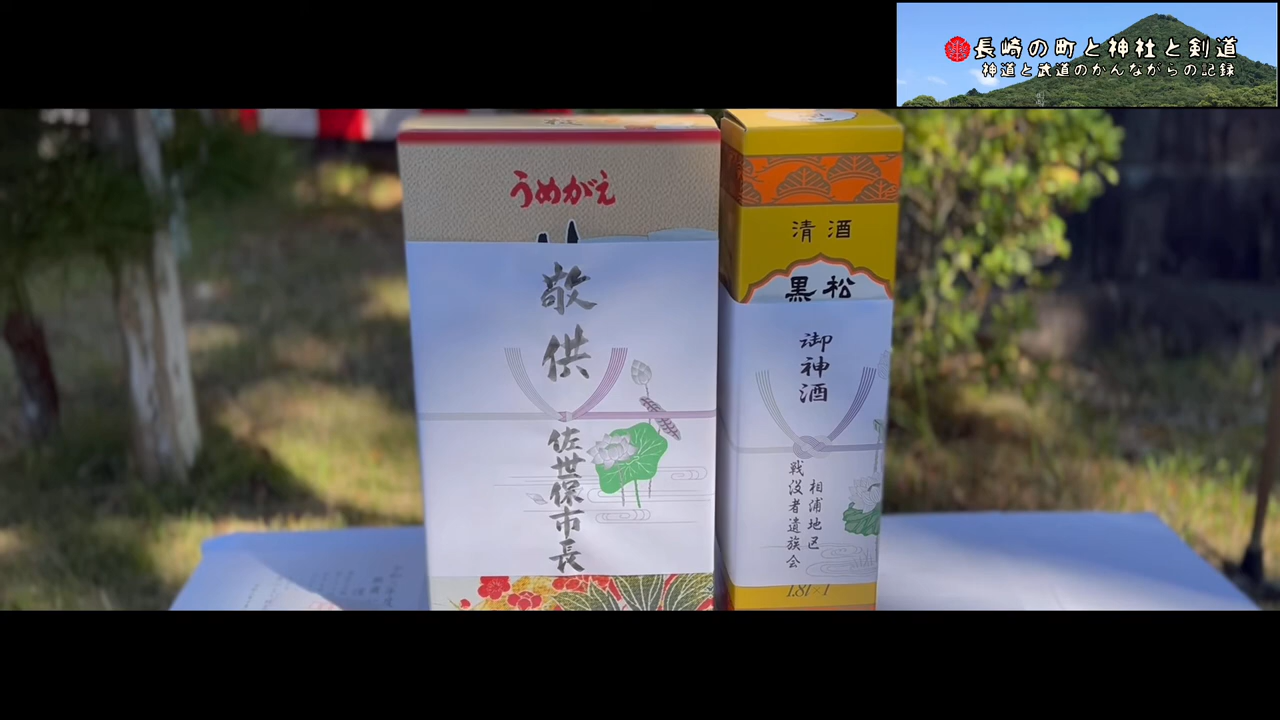 長崎の町と神社と剣道
神道と武道のかんながらの記録
うめがえ
敬供
佐世保市長
清酒
黒松
御神酒
相浦地区
戦没者遺族会
1.8ℓ×1